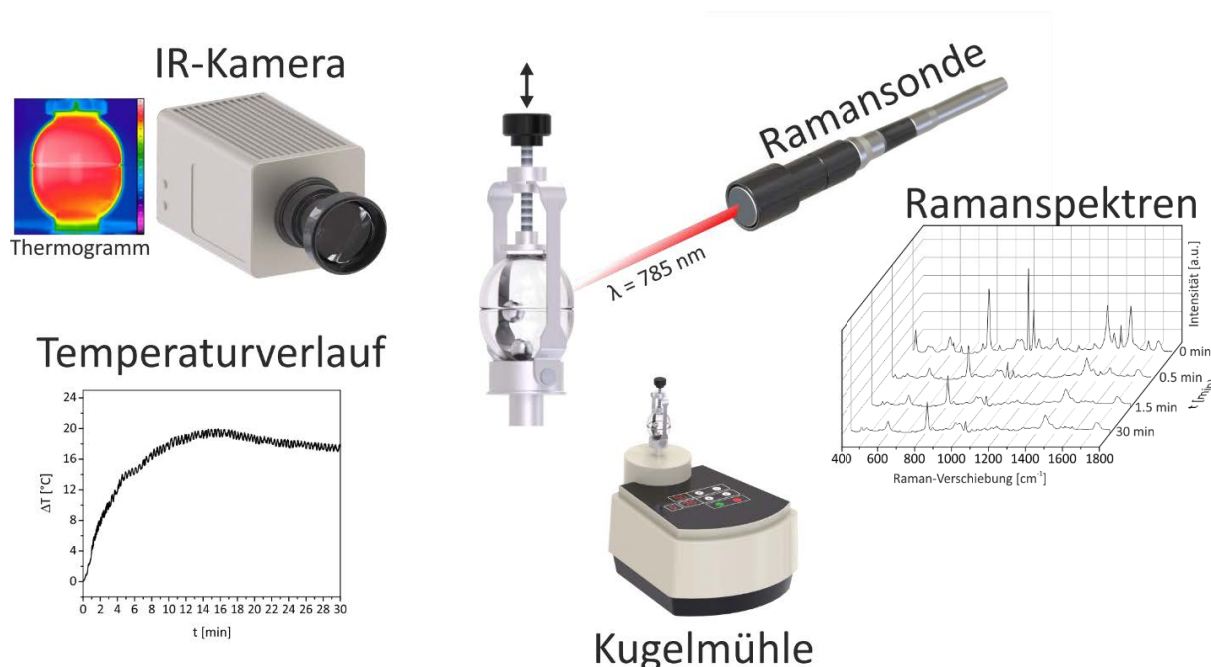 IR-Kamera
Thermogramm
Ramansonde
λ = 785 nm
Ramanspektren
Intensität [a.u.]
0 min
0.5 min
1.5 min
30 min
t [min]
400 600 800 1000 1200 1400 1600 1800
Raman-Verschiebung [cm⁻¹]
Temperaturverlauf
24
20
16
12
8
4
0
ΔT [°C]
0 2 4 6 8 10 12 14 16 18 20 22 24 26 28 30
t [min]
Kugelmühle